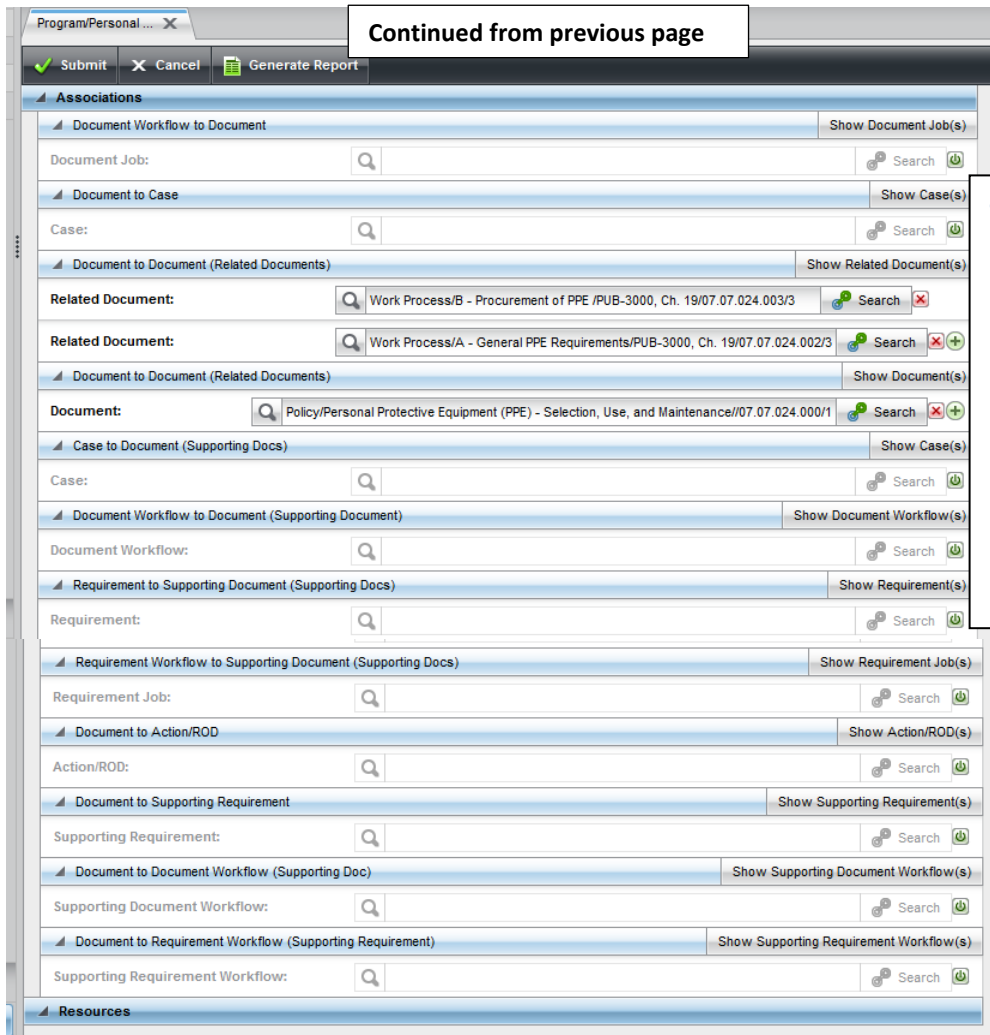 Program/Personal ... X
Continued from previous page
Submit X Cancel Generate Report
Associations
Document Workflow to Document Show Document Job(s)
Document Job: Search
Document to Case Show Case(s)
Case: Search
Document to Document (Related Documents) Show Related Document(s)
Related Document: Work Process/B - Procurement of PPE /PUB-3000, Ch. 19/07.07.024.003/3 Search
Related Document: Work Process/A - General PPE Requirements/PUB-3000, Ch. 19/07.07.024.002/3 Search
Document to Document (Related Documents) Show Document(s)
Document: Policy/Personal Protective Equipment (PPE) - Selection, Use, and Maintenance//07.07.024.000/1 Search
Case to Document (Supporting Docs) Show Case(s)
Case: Search
Document Workflow to Document (Supporting Document) Show Document Workflow(s)
Document Workflow: Search
Requirement to Supporting Document (Supporting Docs) Show Requirement(s)
Requirement: Search
Requirement Workflow to Supporting Document (Supporting Docs) Show Requirement Job(s)
Requirement Job: Search
Document to Action/ROD Show Action/ROD(s)
Action/ROD: Search
Document to Supporting Requirement Show Supporting Requirement(s)
Supporting Requirement: Search
Document to Document Workflow (Supporting Doc) Show Supporting Document Workflow(s)
Supporting Document Workflow: Search
Document to Requirement Workflow (Supporting Requirement) Show Supporting Requirement Workflow(s)
Supporting Requirement Workflow: Search
Resources